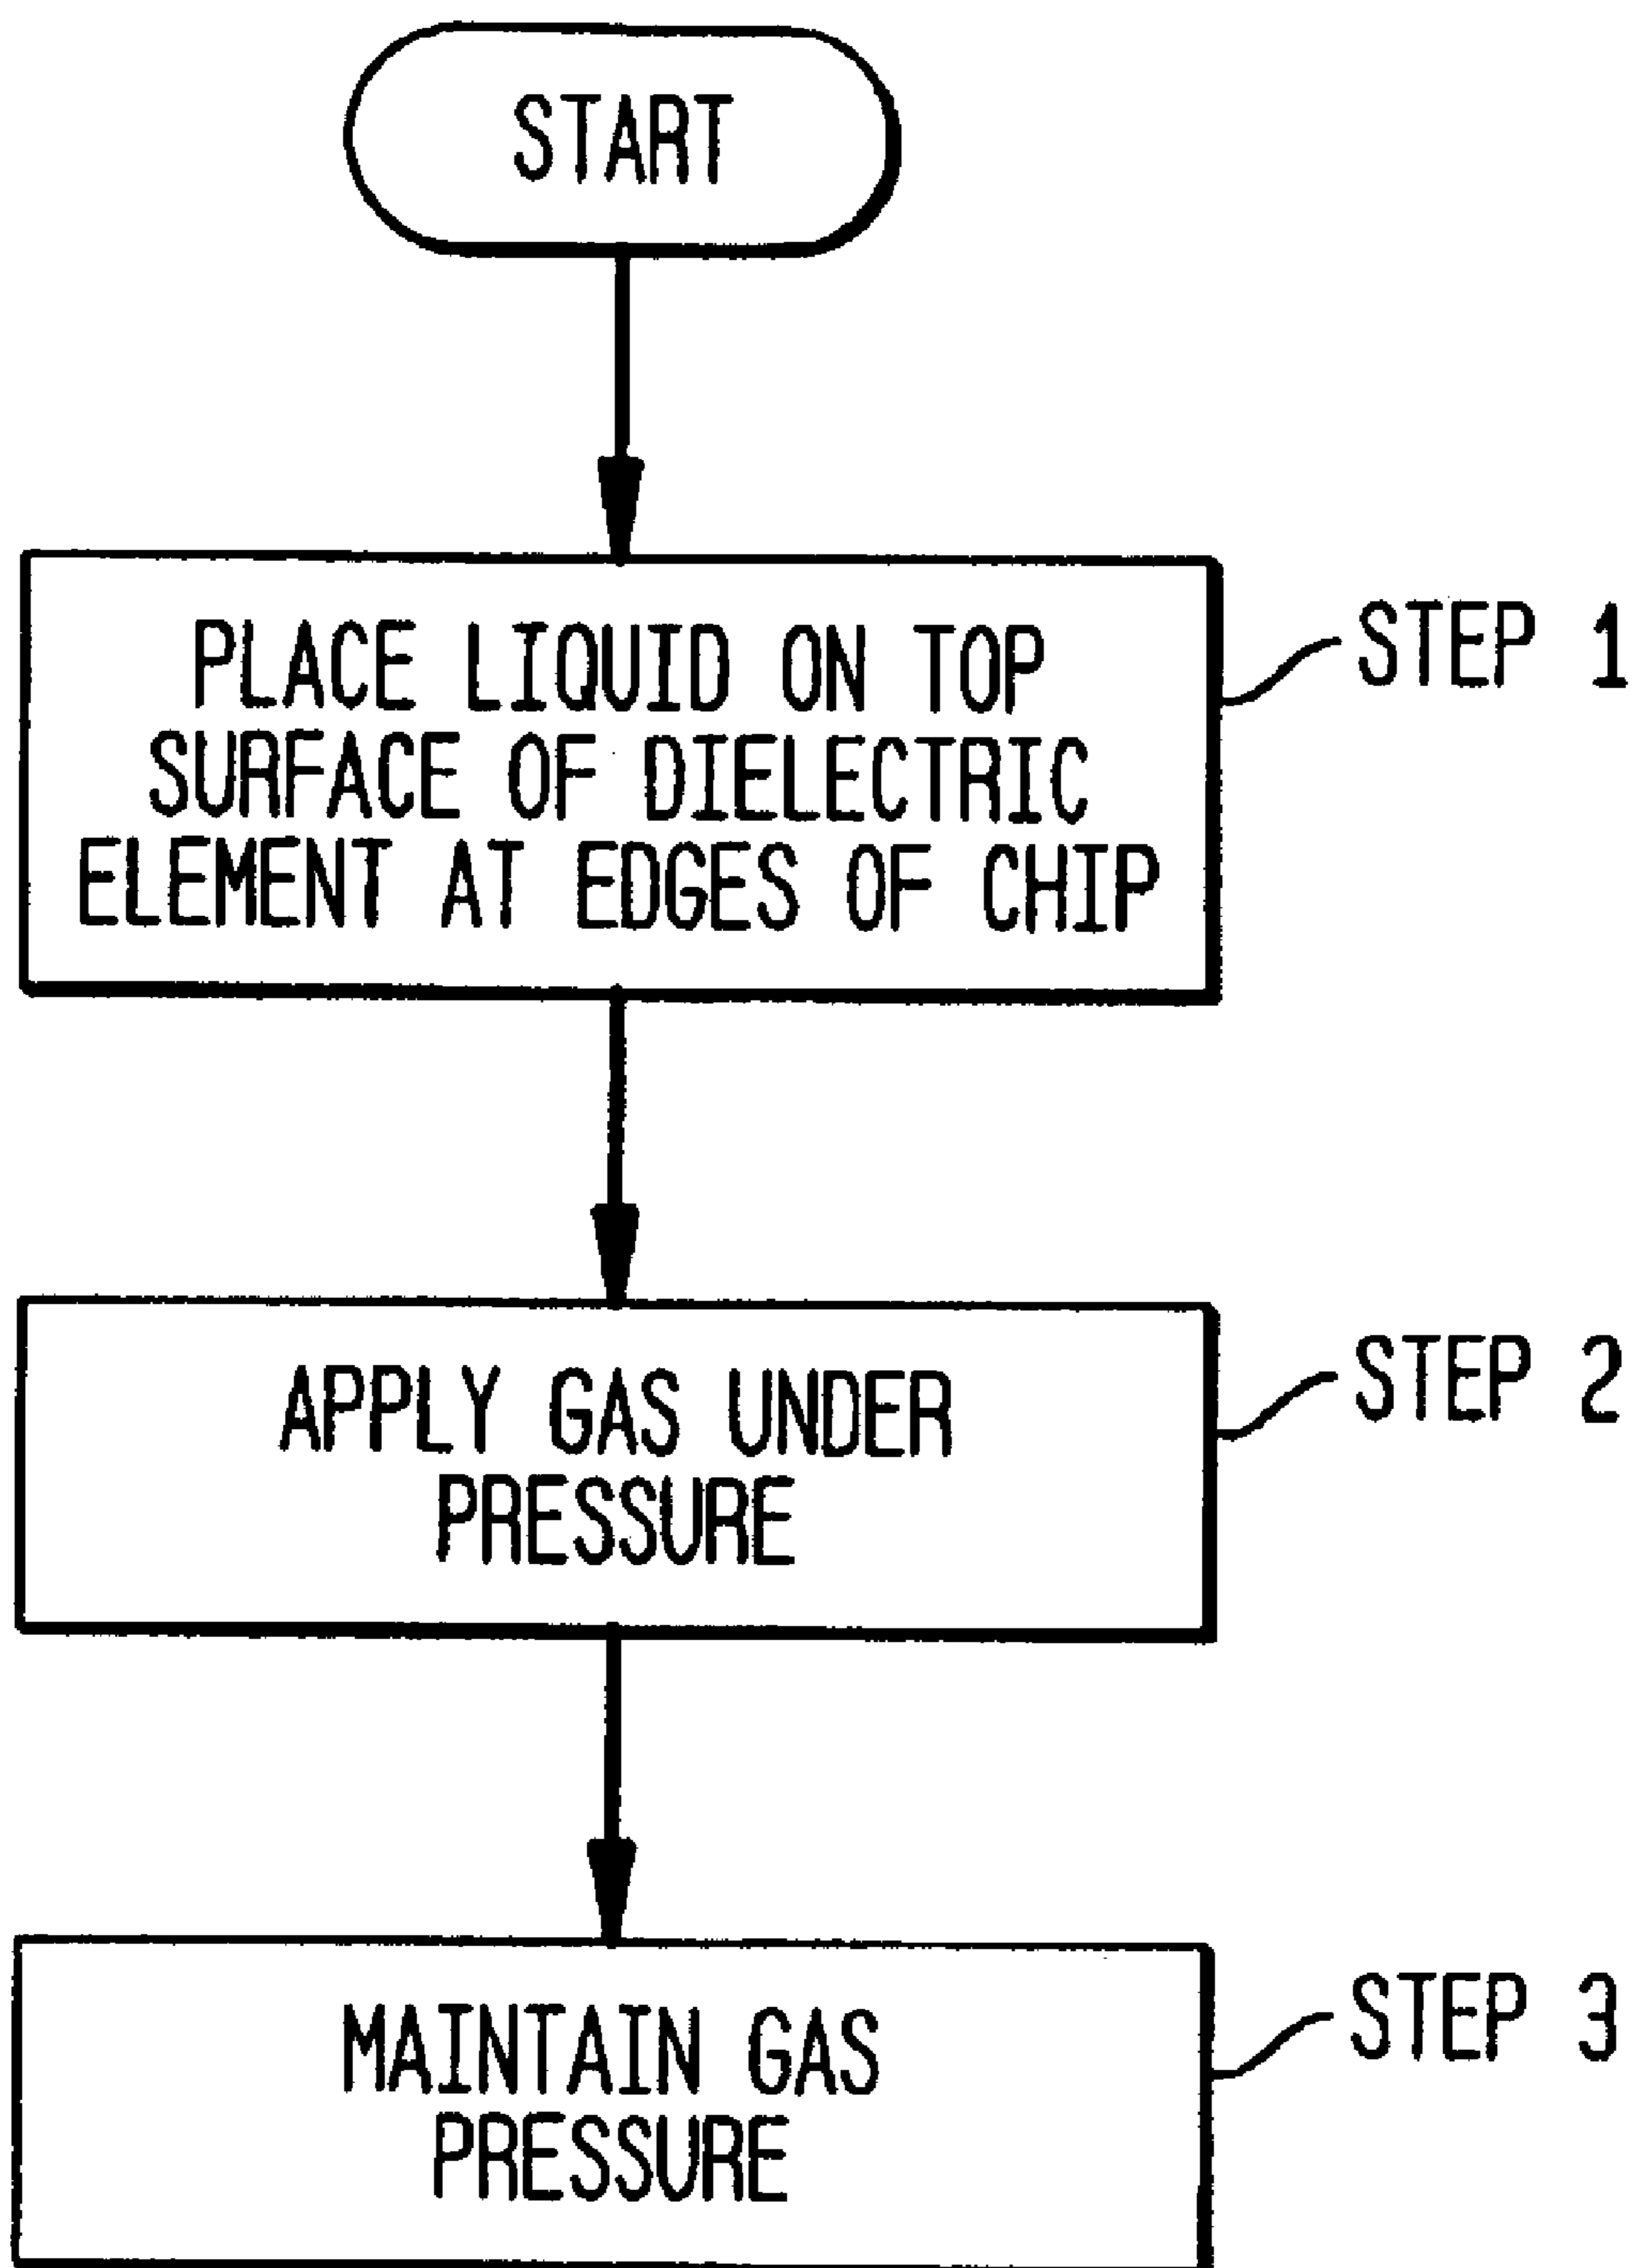 START
PLACE LIQUID ON TOP
SURFACE OF DIELECTRIC
ELEMENT AT EDGES OF CHIP
STEP 1
APPLY GAS UNDER
PRESSURE
STEP 2
MAINTAIN GAS
PRESSURE
STEP 3